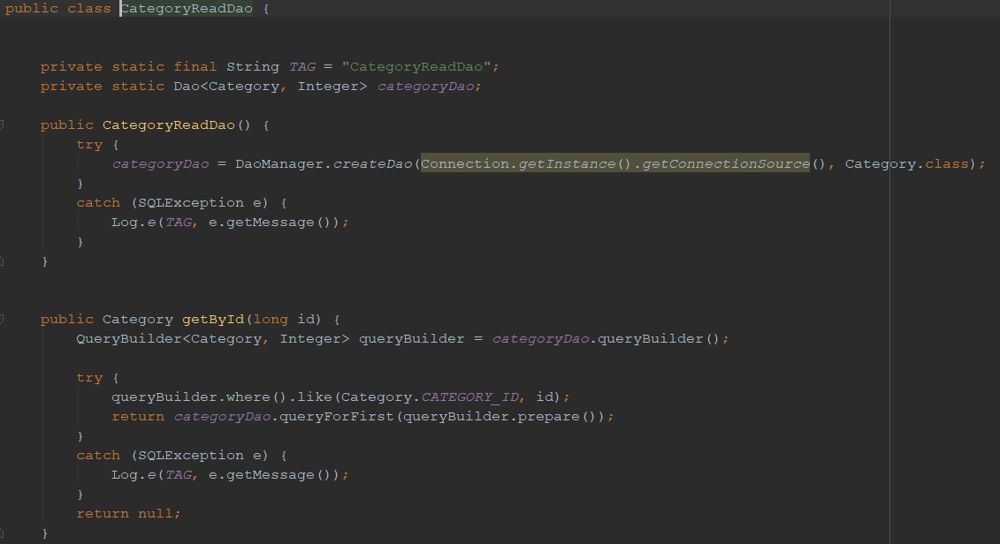 public class CategoryReadDao {
private static final String TAG = "CategoryReadDao";
private static Dao<Category, Integer> categoryDao;
public CategoryReadDao() {
try {
categoryDao = DaoManager.createDao(Connection.getInstance().getConnectionSource(), Category.class);
}
catch (SQLException e) {
Log.e(TAG, e.getMessage());
}
}
public Category getById(long id) {
QueryBuilder<Category, Integer> queryBuilder = categoryDao.queryBuilder();
try {
queryBuilder.where().like(Category.CATEGORY_ID, id);
return categoryDao.queryForFirst(queryBuilder.prepare());
}
catch (SQLException e) {
Log.e(TAG, e.getMessage());
}
return null;
}